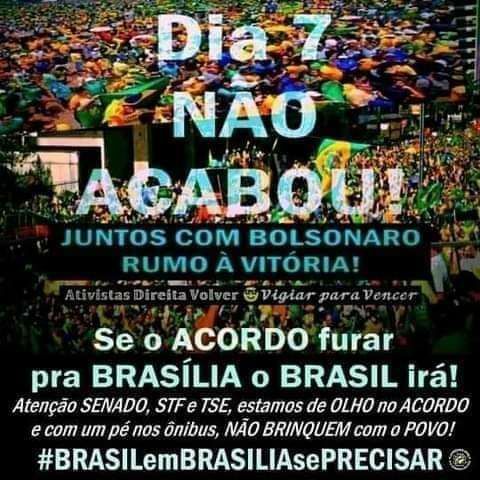 Dia 7
NÃO
ACABOU!
JUNTOS COM BOLSONARO
RUMO À VITÓRIA!
Ativistas Direita Volver Vigiar para Vencer
Se o ACORDO furar
pra BRASÍLIA o BRASIL irá!
Atenção SENADO, STF e TSE, estamos de OLHO no ACORDO
e com um pé nos ônibus, NÃO BRINQUEM com o POVO!
#BRASILemBRASILIAsePRECISAR